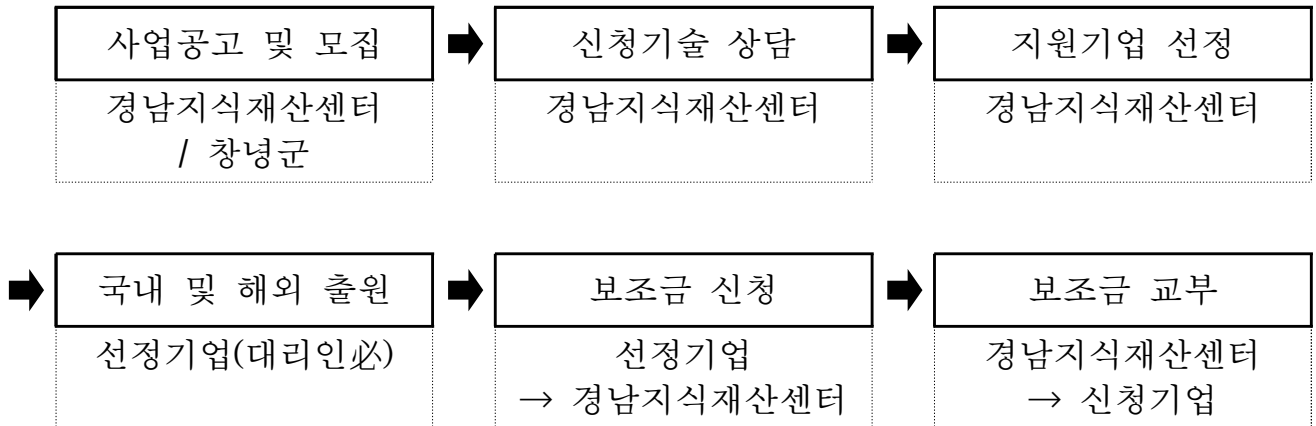 사업공고 및 모집
신청기술 상담
지원기업 선정
경남지식재산센터
/ 창녕군
경남지식재산센터
경남지식재산센터
국내 및 해외 출원
보조금 신청
보조금 교부
선정기업(대리인必)
선정기업
→ 경남지식재산센터
경남지식재산센터
→ 신청기업